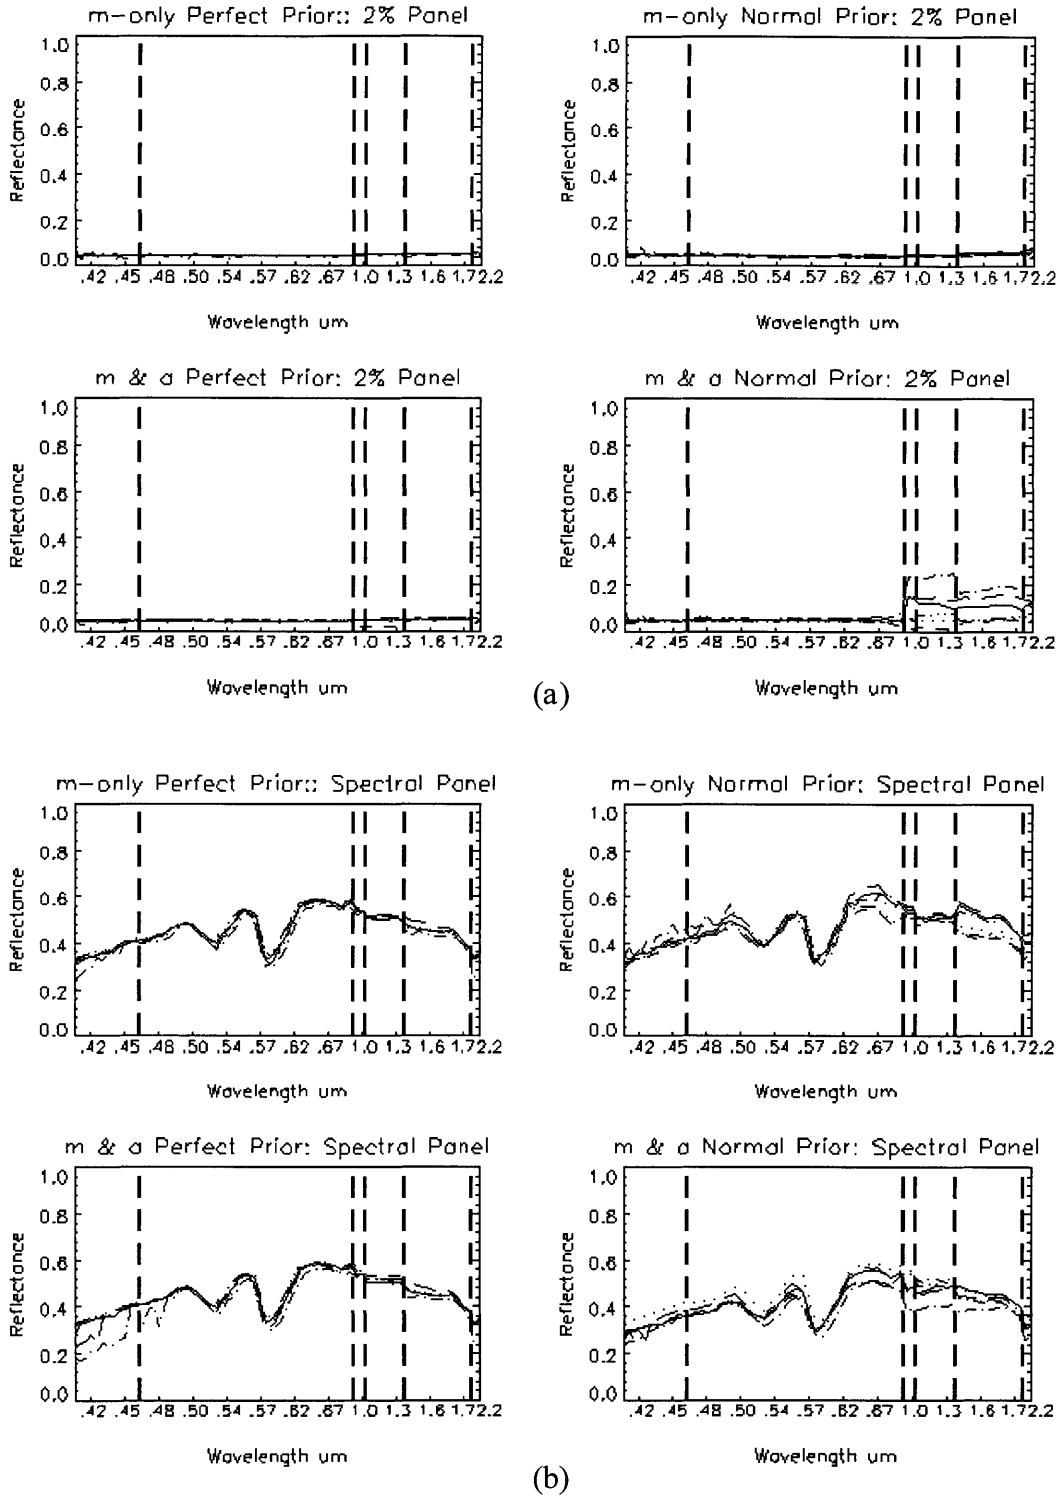 m-only Perfect Prior:: 2% Panel
1.0
0.8
0.6
0.4
0.2
0.0
Reflectance
.42 .45 .48 .50 .54 .57 .62 .67 1.0 1.3 1.6 1.72.2
Wavelength um
m-only Normal Prior: 2% Panel
1.0
0.8
0.6
0.4
0.2
0.0
Reflectance
.42 .45 .48 .50 .54 .57 .62 .67 1.0 1.3 1.6 1.72.2
Wavelength um
m & a Perfect Prior: 2% Panel
1.0
0.8
0.6
0.4
0.2
0.0
Reflectance
.42 .45 .48 .50 .54 .57 .62 .67 1.0 1.3 1.6 1.72.2
Wavelength um
m & a Normal Prior: 2% Panel
1.0
0.8
0.6
0.4
0.2
0.0
Reflectance
.42 .45 .48 .50 .54 .57 .62 .67 1.0 1.3 1.6 1.72.2
Wavelength um
(a)
m-only Perfect Prior:: Spectral Panel
1.0
0.8
0.6
0.4
0.2
0.0
Reflectance
.42 .45 .48 .50 .54 .57 .62 .67 1.0 1.3 1.6 1.72.2
Wavelength um
m-only Normal Prior: Spectral Panel
1.0
0.8
0.6
0.4
0.2
0.0
Reflectance
.42 .45 .48 .50 .54 .57 .62 .67 1.0 1.3 1.6 1.72.2
Wavelength um
m & a Perfect Prior: Spectral Panel
1.0
0.8
0.6
0.4
0.2
0.0
Reflectance
.42 .45 .48 .50 .54 .57 .62 .67 1.0 1.3 1.6 1.72.2
Wavelength um
m & a Normal Prior: Spectral Panel
1.0
0.8
0.6
0.4
0.2
0.0
Reflectance
.42 .45 .48 .50 .54 .57 .62 .67 1.0 1.3 1.6 1.72.2
Wavelength um
(b)